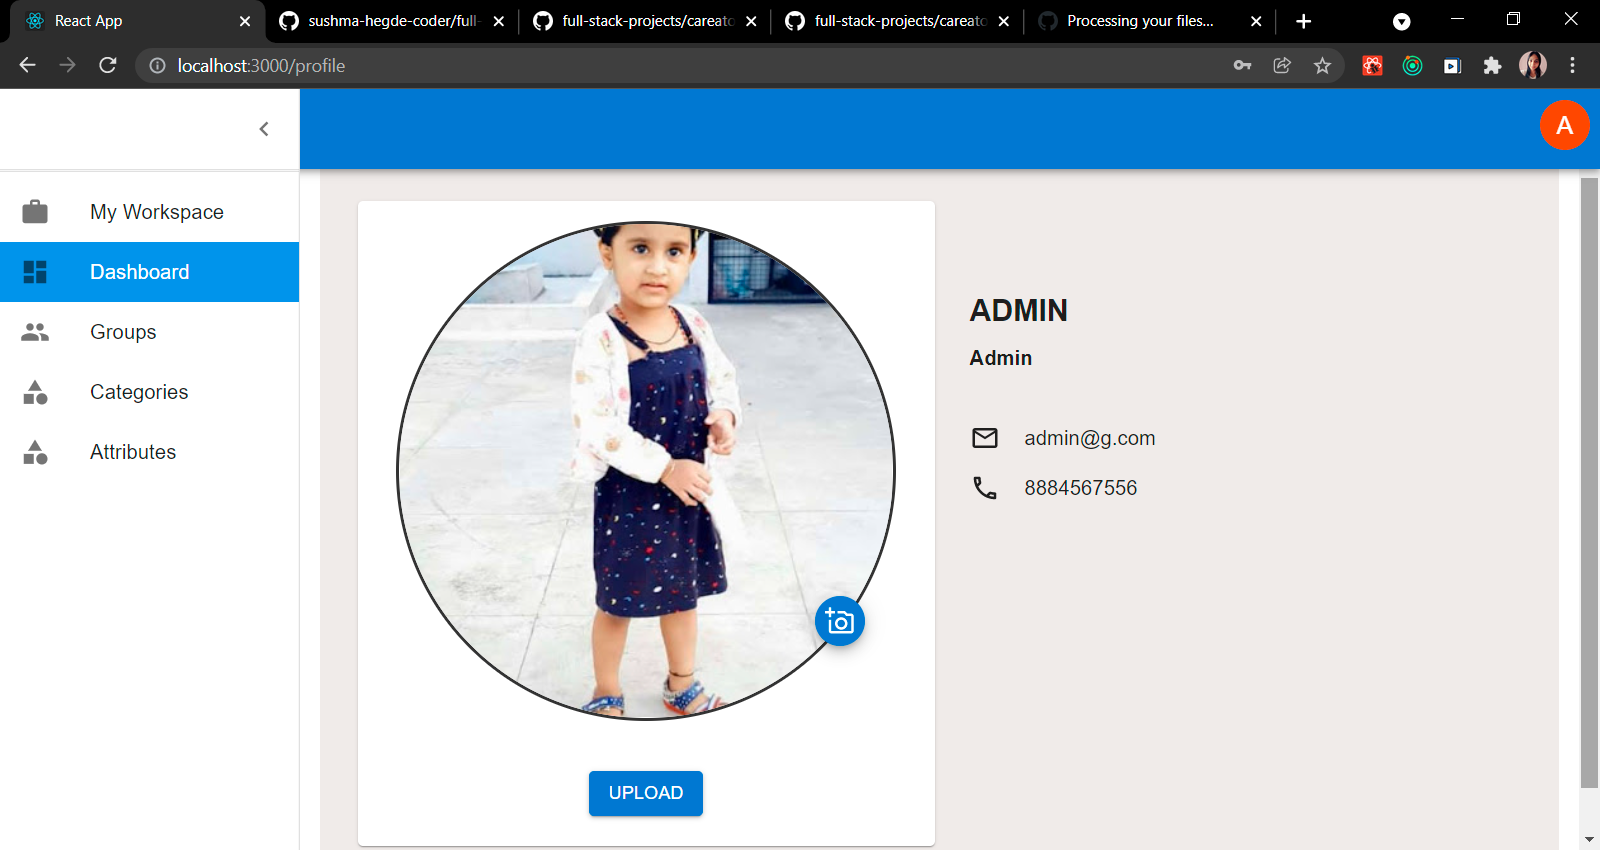 React App
sushma-hegde-coder/full-
full-stack-projects/careato
full-stack-projects/careato
Processing your files...
localhost:3000/profile
A
My Workspace
Dashboard
Groups
Categories
Attributes
ADMIN
Admin
admin@g.com
8884567556
UPLOAD